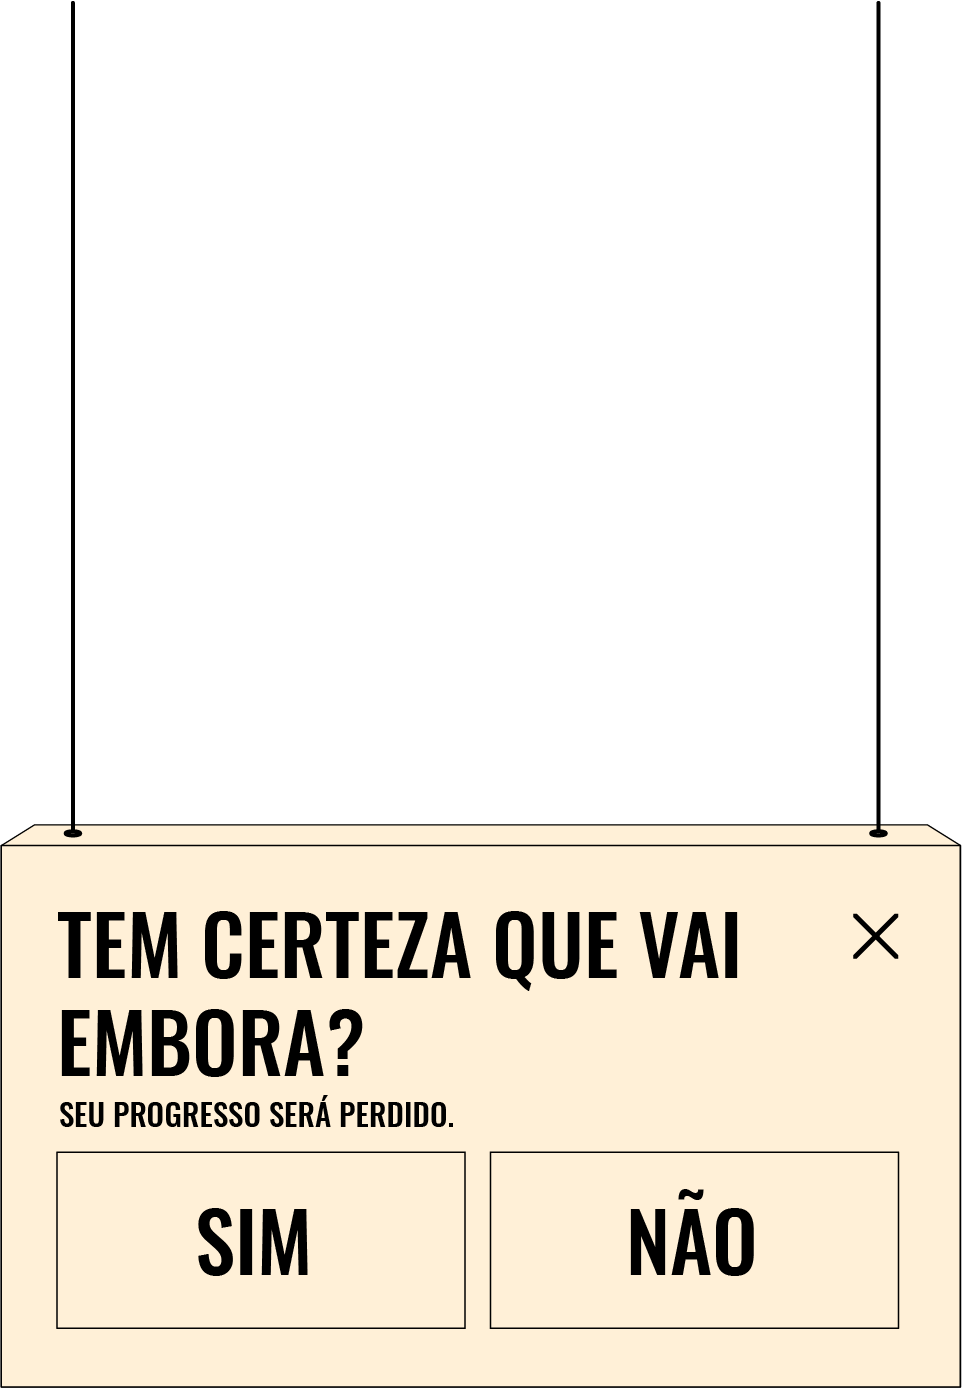 TEM CERTEZA QUE VAI
EMBORA?
SEU PROGRESSO SERÁ PERDIDO.
SIM
NÃO